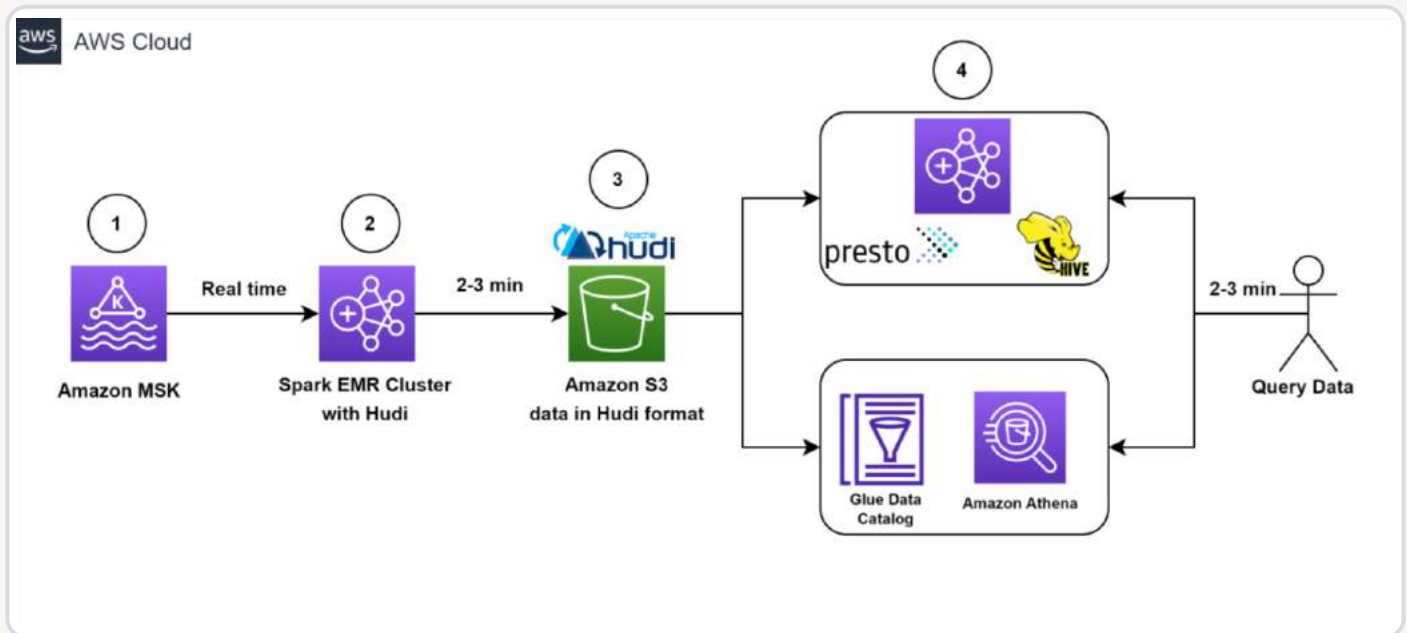 aws
AWS Cloud
4
3
1
2
Apache
hudi
presto
HIVE
K
Real time
2-3 min
2-3 min
Amazon MSK
Spark EMR Cluster
with Hudi
Amazon S3
data in Hudi format
Query Data
Glue Data
Catalog
Amazon Athena